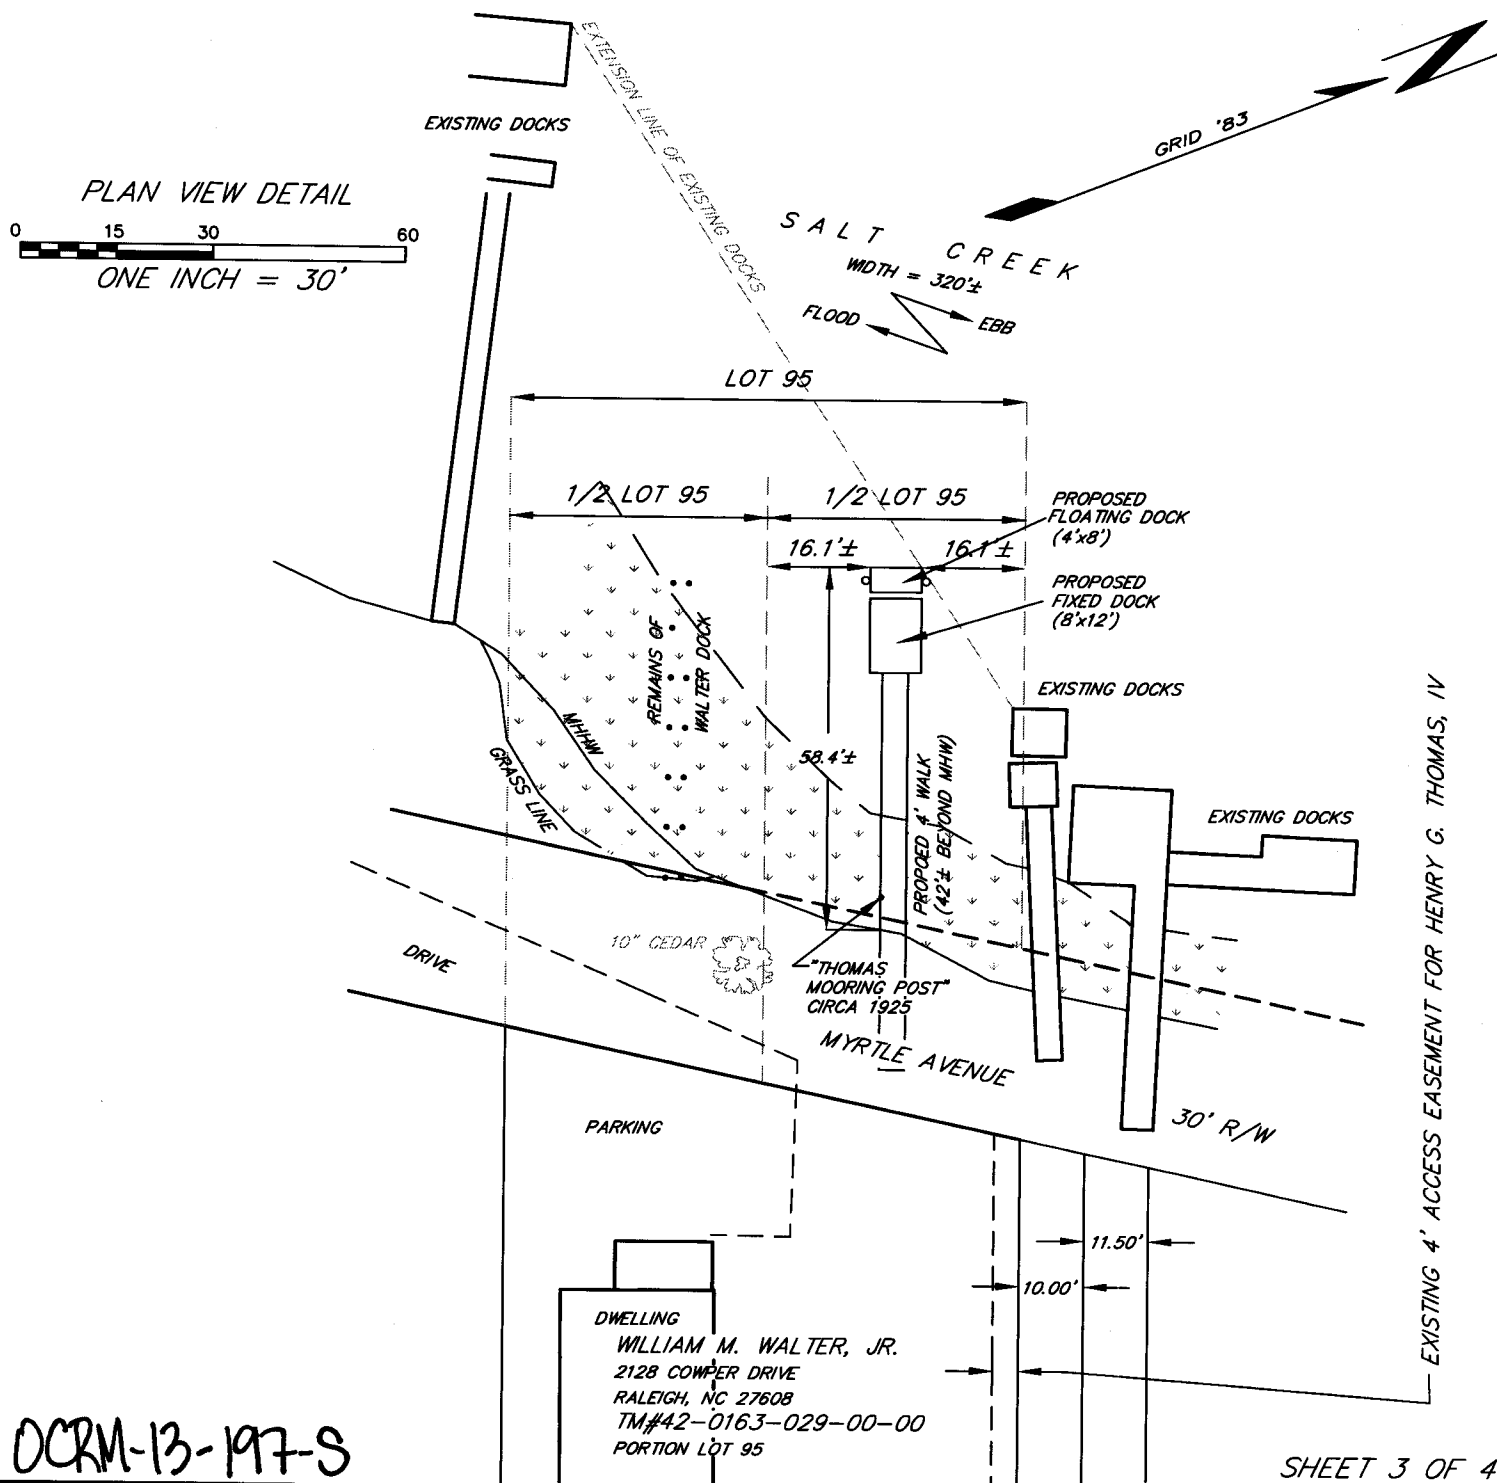 EXTENSION LINE OF EXISTING DOCKS
EXISTING DOCKS
GRID '83
PLAN VIEW DETAIL
0 15 30 60
ONE INCH = 30'
SALT CREEK
WIDTH = 320'±
FLOOD
EBB
LOT 95
1/2 LOT 95
1/2 LOT 95
PROPOSED
FLOATING DOCK
(4'x8')
16.1'±
16.1'±
PROPOSED
FIXED DOCK
(8'x12')
REMAINS OF
WALTER DOCK
EXISTING DOCKS
MHHW
GRASS LINE
58.4'±
PROPOED 4' WALK
(42'± BEYOND MHW)
EXISTING DOCKS
10" CEDAR
DRIVE
"THOMAS
MOORING POST"
CIRCA 1925
MYRTLE AVENUE
30' R/W
PARKING
11.50'
10.00'
EXISTING 4' ACCESS EASEMENT FOR HENRY G. THOMAS, IV
DWELLING
WILLIAM M. WALTER, JR.
2128 COWPER DRIVE
RALEIGH, NC 27608
TM#42-0163-029-00-00
PORTION LOT 95
OCRM-13-197-S
SHEET 3 OF 4